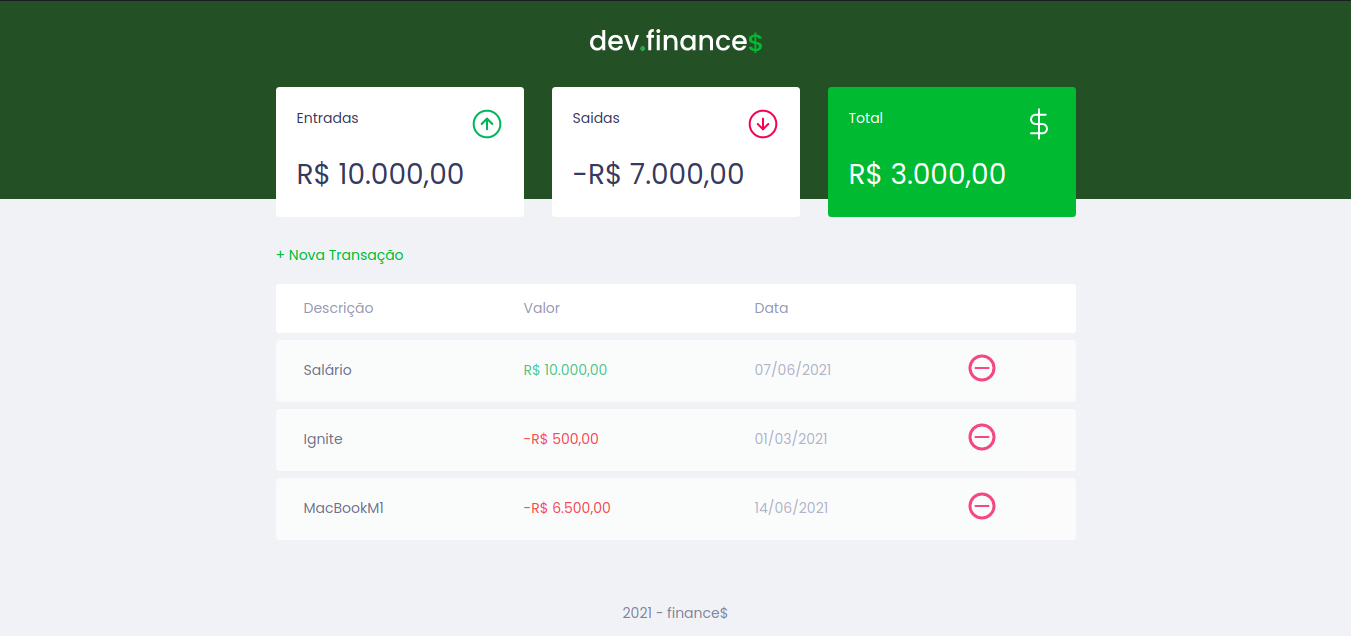 dev.finance$
Entradas
R$ 10.000,00
Saidas
-R$ 7.000,00
Total
$
R$ 3.000,00
+ Nova Transação
Descrição Valor Data
Salário R$ 10.000,00 07/06/2021
Ignite -R$ 500,00 01/03/2021
MacBookM1 -R$ 6.500,00 14/06/2021
2021 - finance$